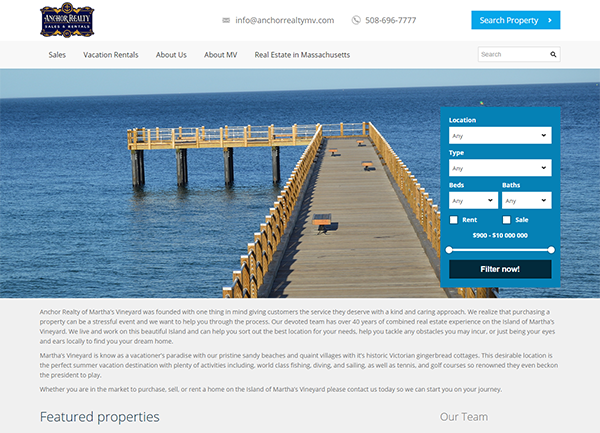 ANCHOR REALTY
SALES & RENTALS
info@anchorrealtymv.com
508-696-7777
Search Property
Sales
Vacation Rentals
About Us
About MV
Real Estate in Massachusetts
Search
Location
Any
Type
Any
Beds
Baths
Any
Any
Rent
Sale
$900 - $10 000 000
Filter now!
Anchor Realty of Martha's Vineyard was founded with one thing in mind giving customers the service they deserve with a kind and caring approach. We realize that purchasing a
property can be a stressful event and we want to help you through the process. Our devoted team has over 40 years of combined real estate experience on the Island of Martha's
Vineyard. We live and work on this beautiful Island and can help you sort out the best location for your needs, help you tackle any obstacles you may incur, or just being your eyes
and ears locally to find you your dream home.
Martha's Vineyard is know as a vacationer's paradise with our pristine sandy beaches and quaint villages with it's historic Victorian gingerbread cottages. This desirable location is
the perfect summer vacation destination with plenty of activities including, world class fishing, diving, and sailing, as well as tennis, and golf courses so renowned they even beckon
the president to play.
Whether you are in the market to purchase, sell, or rent a home on the Island of Martha's Vineyard please contact us today so we can start you on your journey.
Featured properties
Our Team